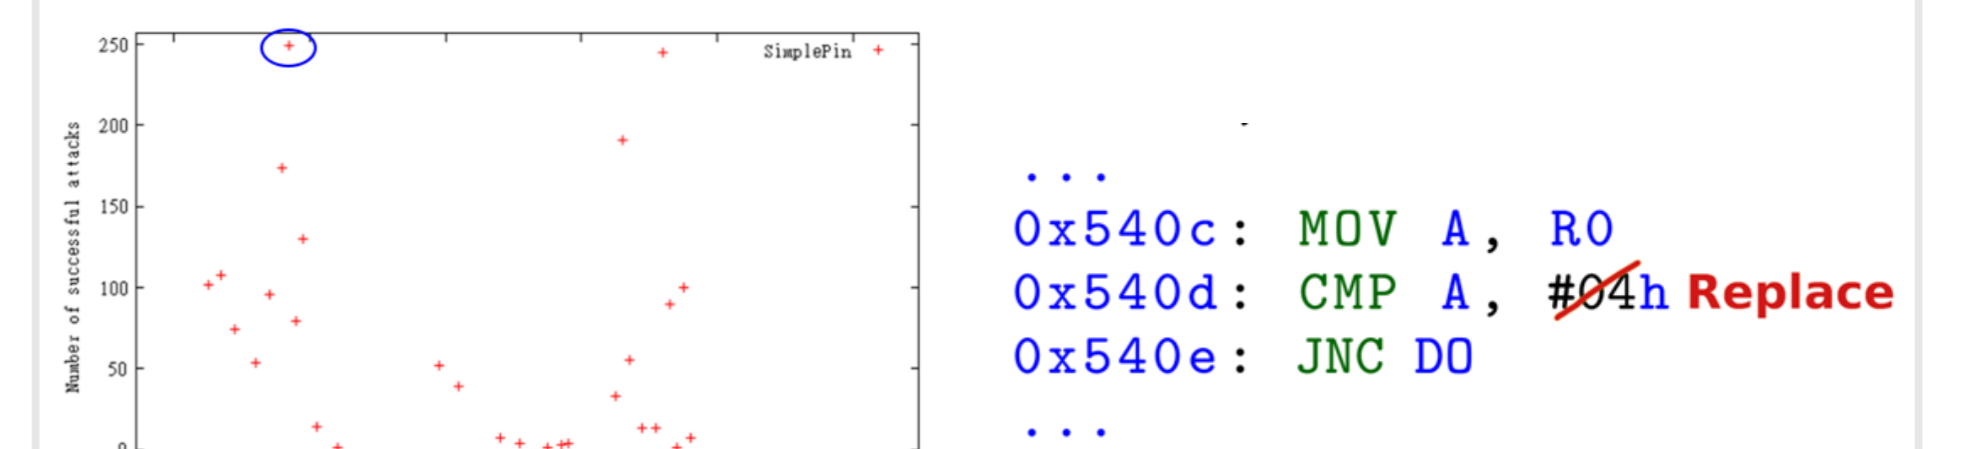 250
SimplePin
200
150
100
50
0
Number of successful attacks
...
0x540c: MOV A, R0
0x540d: CMP A, #04h Replace
0x540e: JNC D0
...